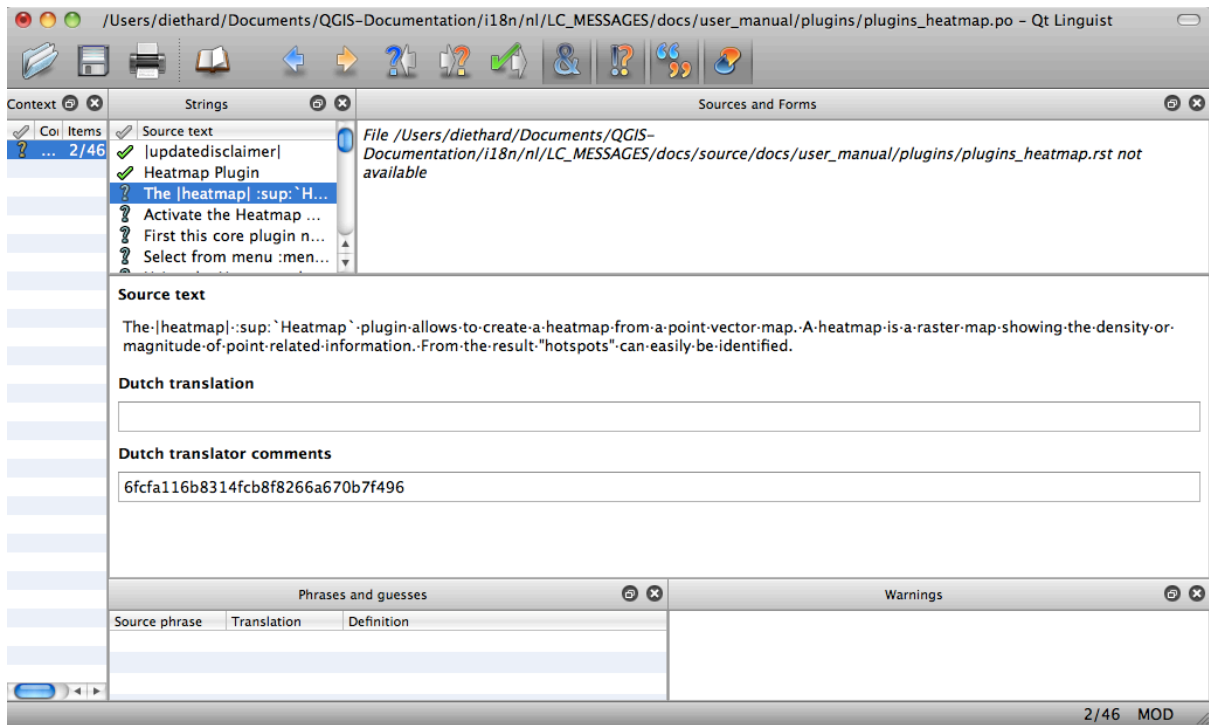 /Users/diethard/Documents/QGIS-Documentation/i18n/nl/LC_MESSAGES/docs/user_manual/plugins/plugins_heatmap.po – Qt Linguist
Context
Strings
Sources and Forms
Items
Source text
... 2/46
|updatedisclaimer|
Heatmap Plugin
The |heatmap| :sup:`H...
Activate the Heatmap ...
First this core plugin n...
Select from menu :men...
File /Users/diethard/Documents/QGIS-
Documentation/i18n/nl/LC_MESSAGES/docs/source/docs/user_manual/plugins/plugins_heatmap.rst not
available
Source text
The·|heatmap|·:sup:`Heatmap`·plugin·allows·to·create·a·heatmap·from·a·point·vector·map.·A·heatmap·is·a·raster·map·showing·the·density·or·
magnitude·of·point·related·information.·From·the·result·"hotspots"·can·easily·be·identified.
Dutch translation
Dutch translator comments
6fcfa116b8314fcb8f8266a670b7f496
Phrases and guesses
Warnings
Source phrase Translation Definition
2/46 MOD